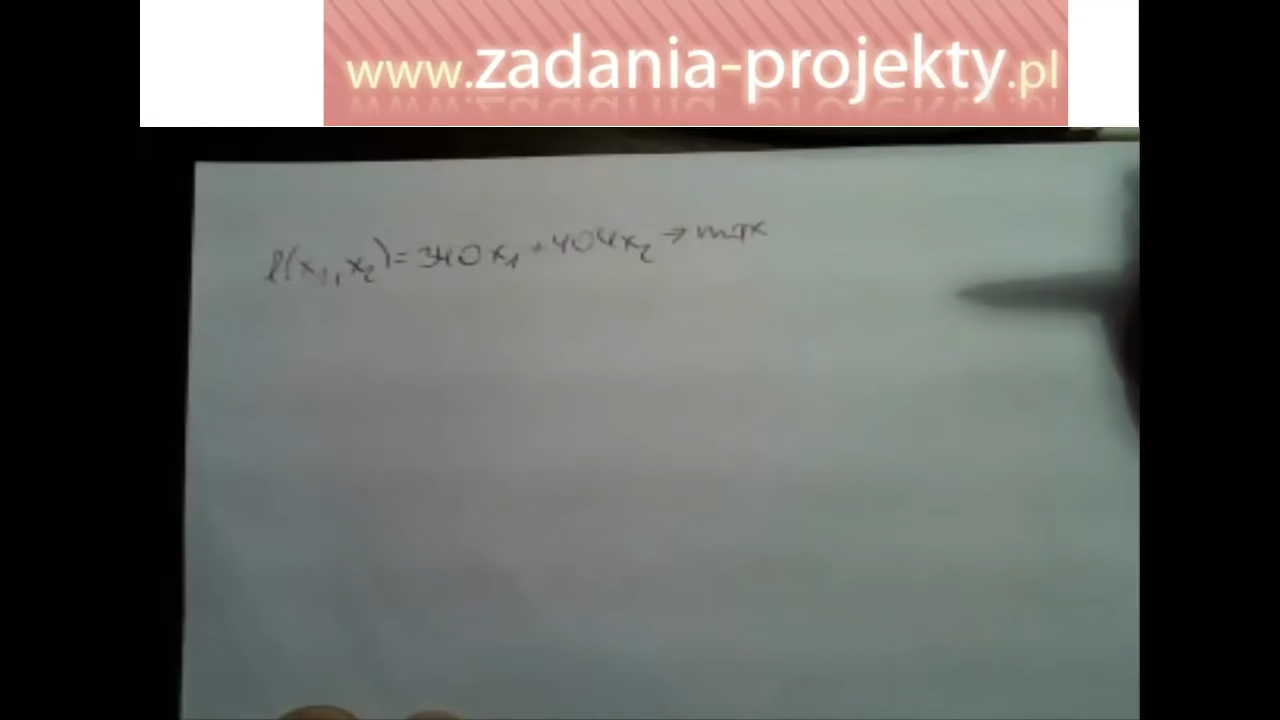 www.zadania-projekty.pl
f(x₁, x₂) = 340x₁ + 404x₂ → max